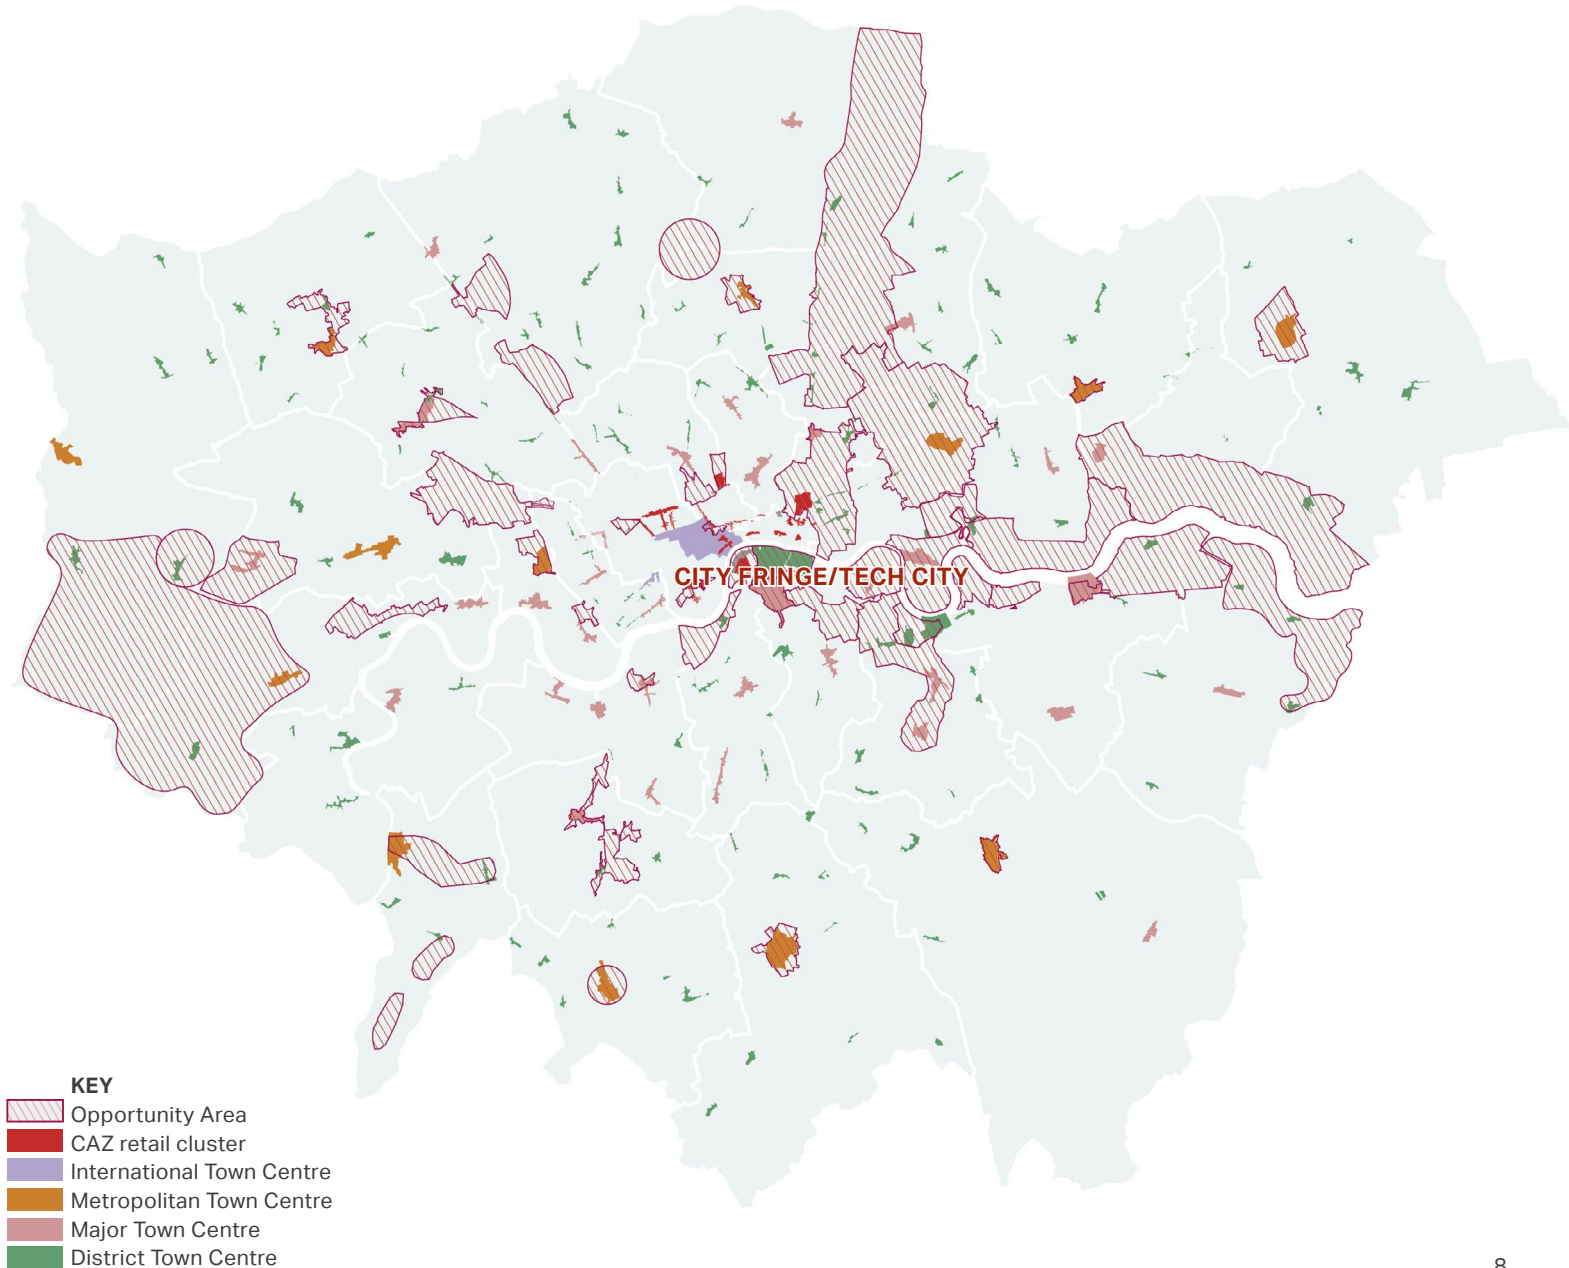 CITY FRINGE/TECH CITY
KEY
Opportunity Area
CAZ retail cluster
International Town Centre
Metropolitan Town Centre
Major Town Centre
District Town Centre
8